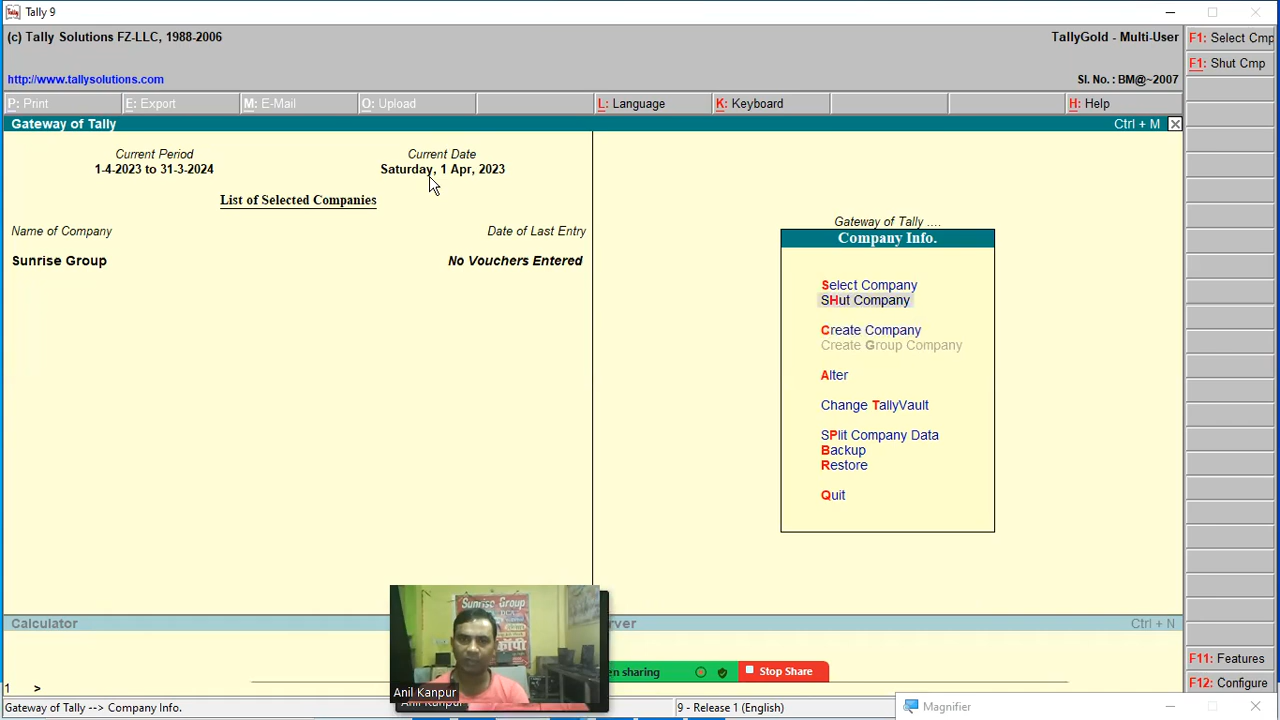 Tally 9
(c) Tally Solutions FZ-LLC, 1988-2006
TallyGold - Multi-User
http://www.tallysolutions.com
Sl. No. : BM@~2007
F1: Select Cmp
F1: Shut Cmp
P: Print
E: Export
M: E-Mail
O: Upload
L: Language
K: Keyboard
H: Help
Gateway of Tally
Ctrl + M
Current Period
1-4-2023 to 31-3-2024
Current Date
Saturday, 1 Apr, 2023
List of Selected Companies
Name of Company
Date of Last Entry
Sunrise Group
No Vouchers Entered
Gateway of Tally ....
Company Info.
Select Company
SHut Company
Create Company
Create Group Company
Alter
Change TallyVault
SPlit Company Data
Backup
Restore
Quit
Sunrise Group
Calculator
rver
Ctrl + N
en sharing
Stop Share
Anil Kanpur
Anil Kanpur
F11: Features
F12: Configure
1 >
Gateway of Tally --> Company Info.
9 - Release 1 (English)
Magnifier